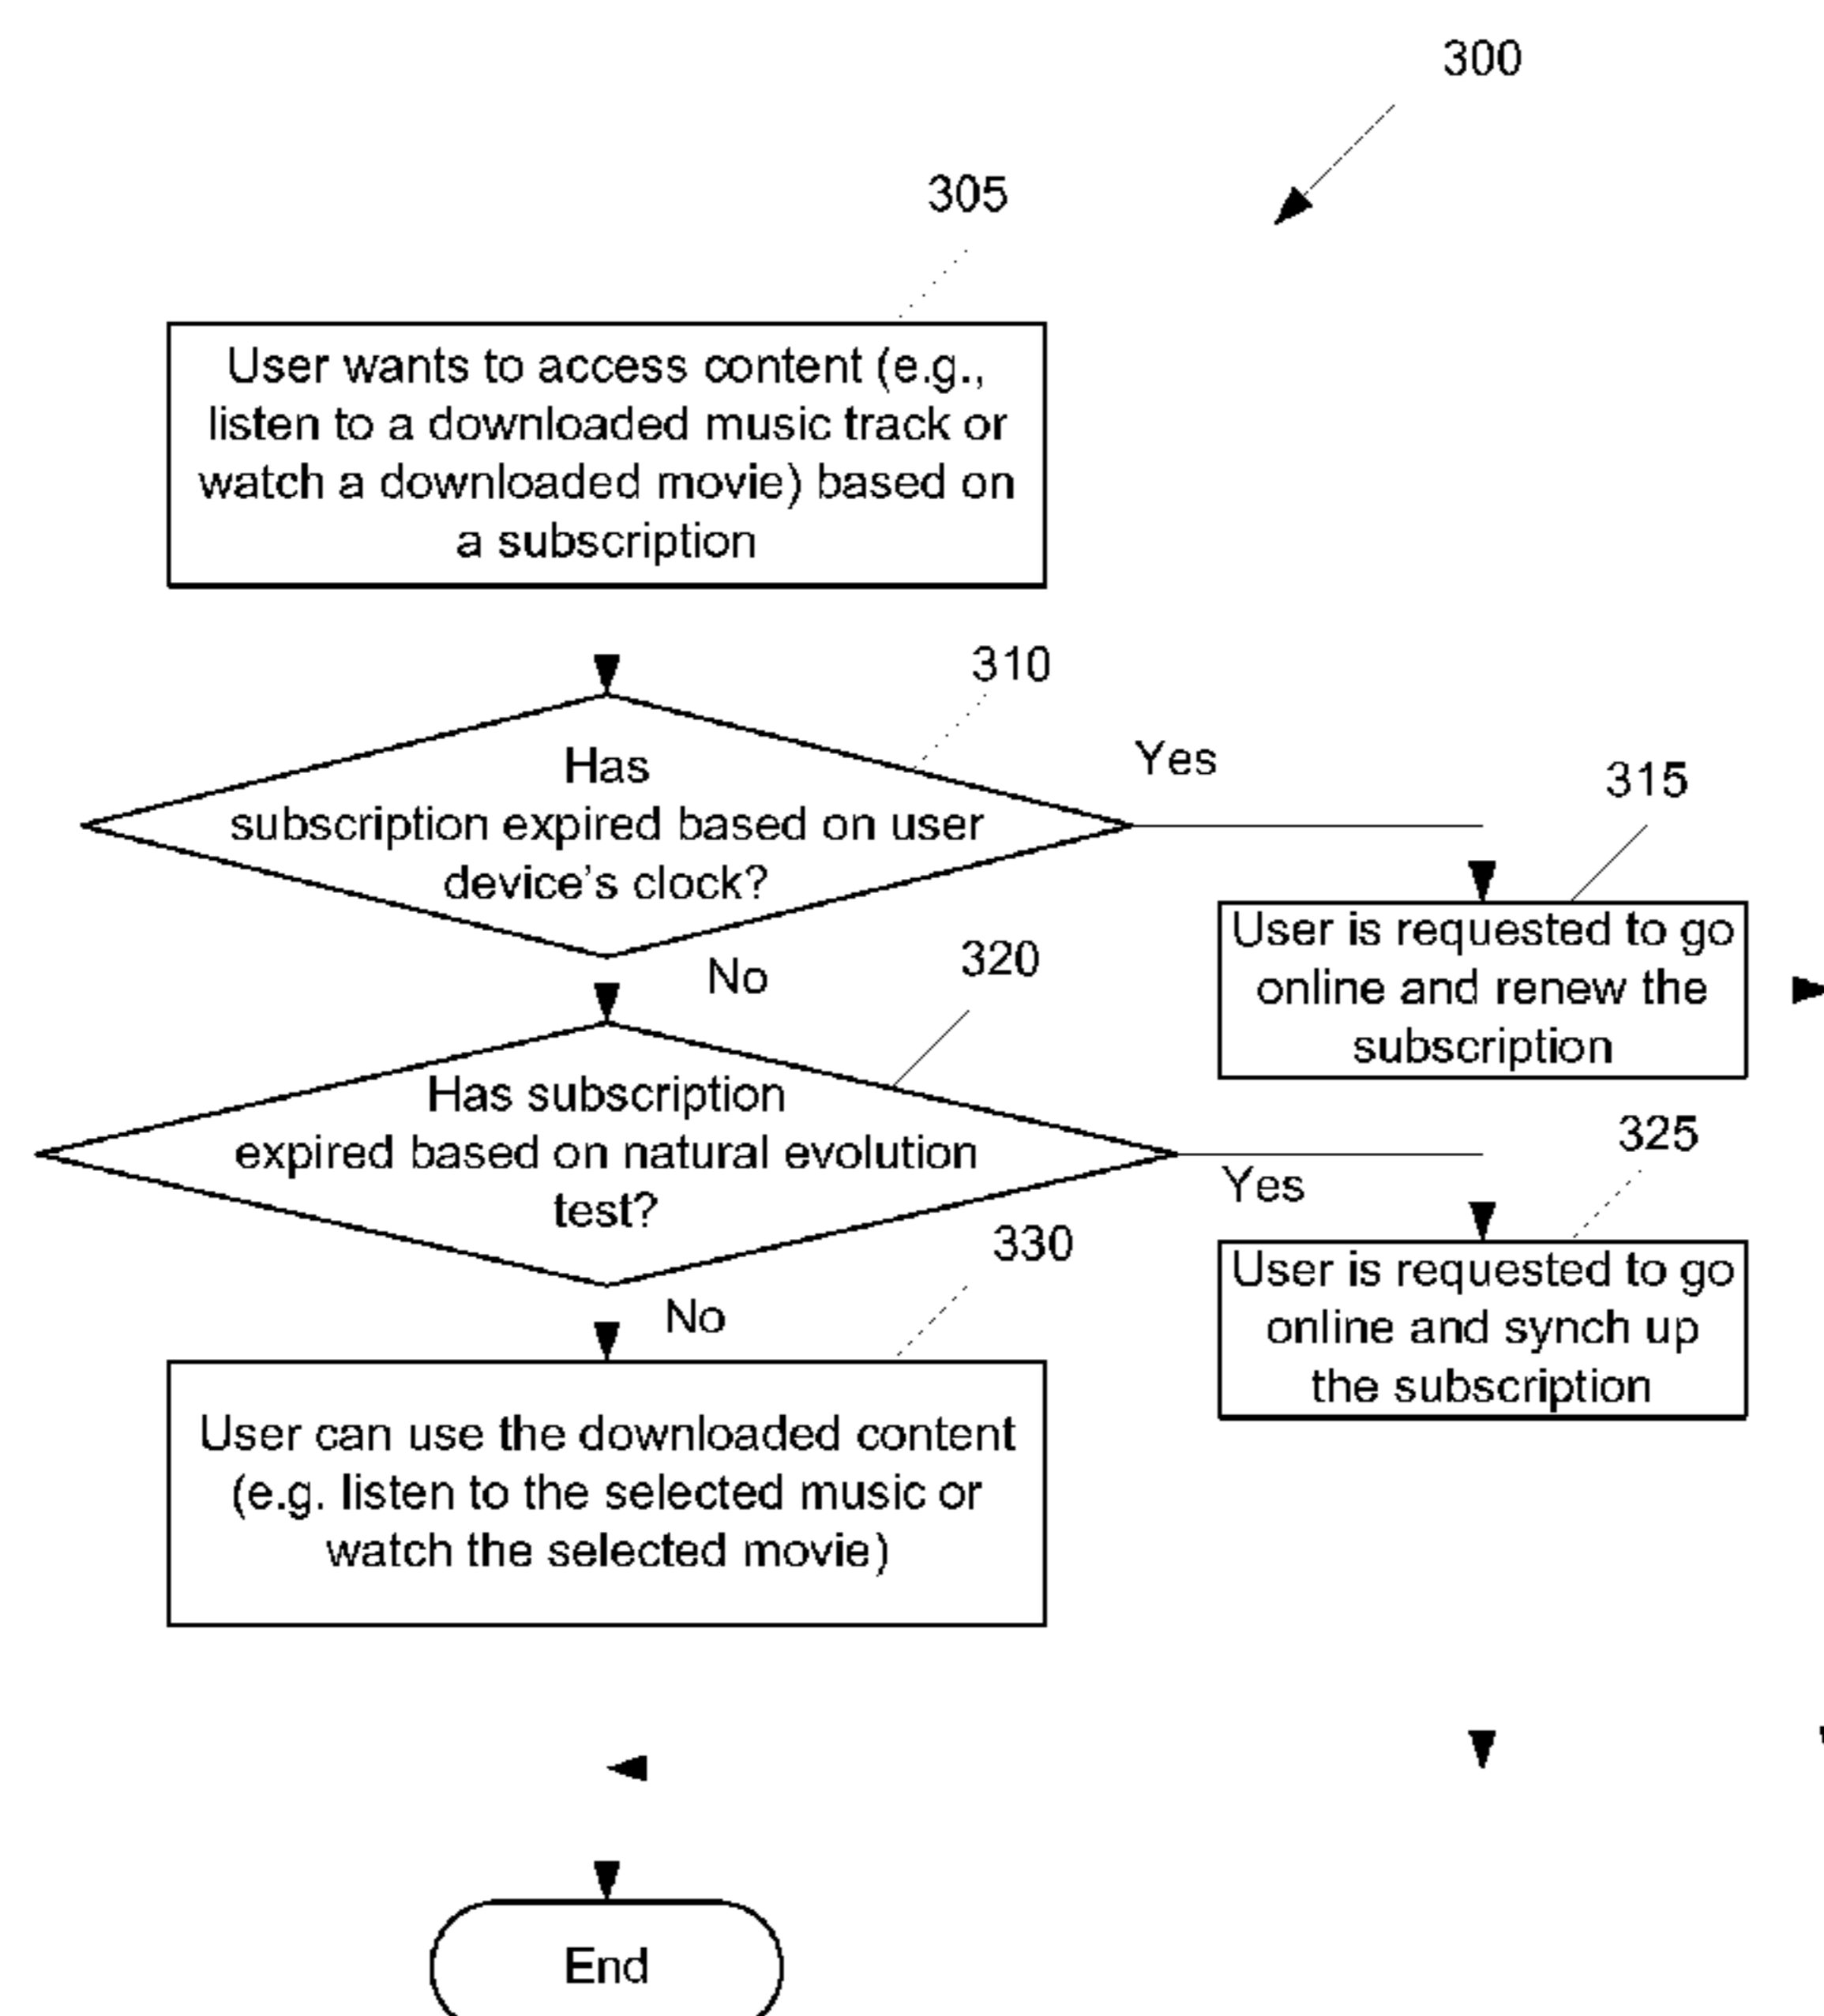 300
305
User wants to access content (e.g.,
listen to a downloaded music track or
watch a downloaded movie) based on
a subscription
310
Has
subscription expired based on user
device's clock?
Yes
315
User is requested to go
online and renew the
subscription
No
320
Has subscription
expired based on natural evolution
test?
Yes
325
User is requested to go
online and synch up
the subscription
No
330
User can use the downloaded content
(e.g. listen to the selected music or
watch the selected movie)
End